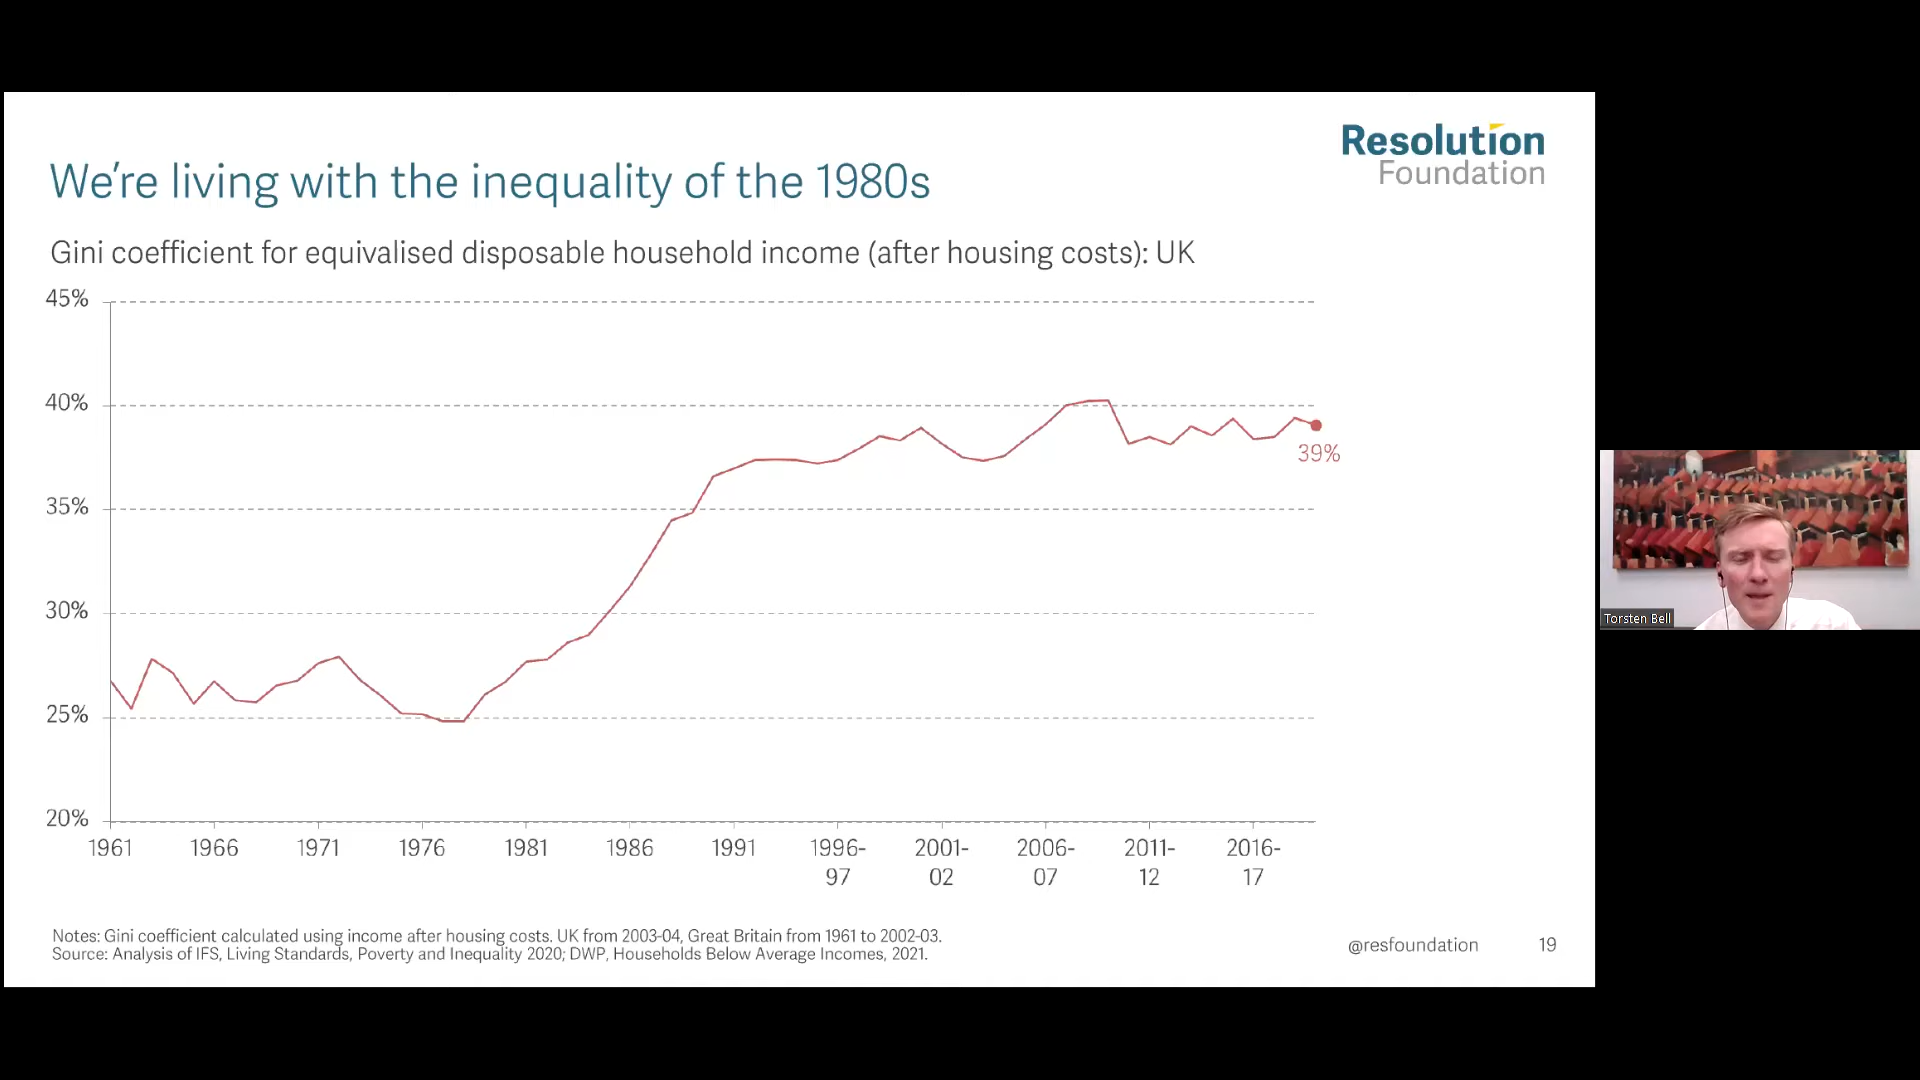 Resolution
Foundation
We're living with the inequality of the 1980s
Gini coefficient for equivalised disposable household income (after housing costs): UK
45%
40%
39%
35%
30%
25%
20%
1961 1966 1971 1976 1981 1986 1991 1996- 2001- 2006- 2011- 2016-
97 02 07 12 17
Notes: Gini coefficient calculated using income after housing costs. UK from 2003-04, Great Britain from 1961 to 2002-03.
Source: Analysis of IFS, Living Standards, Poverty and Inequality 2020; DWP, Households Below Average Incomes, 2021.
@resfoundation 19
Torsten Bell